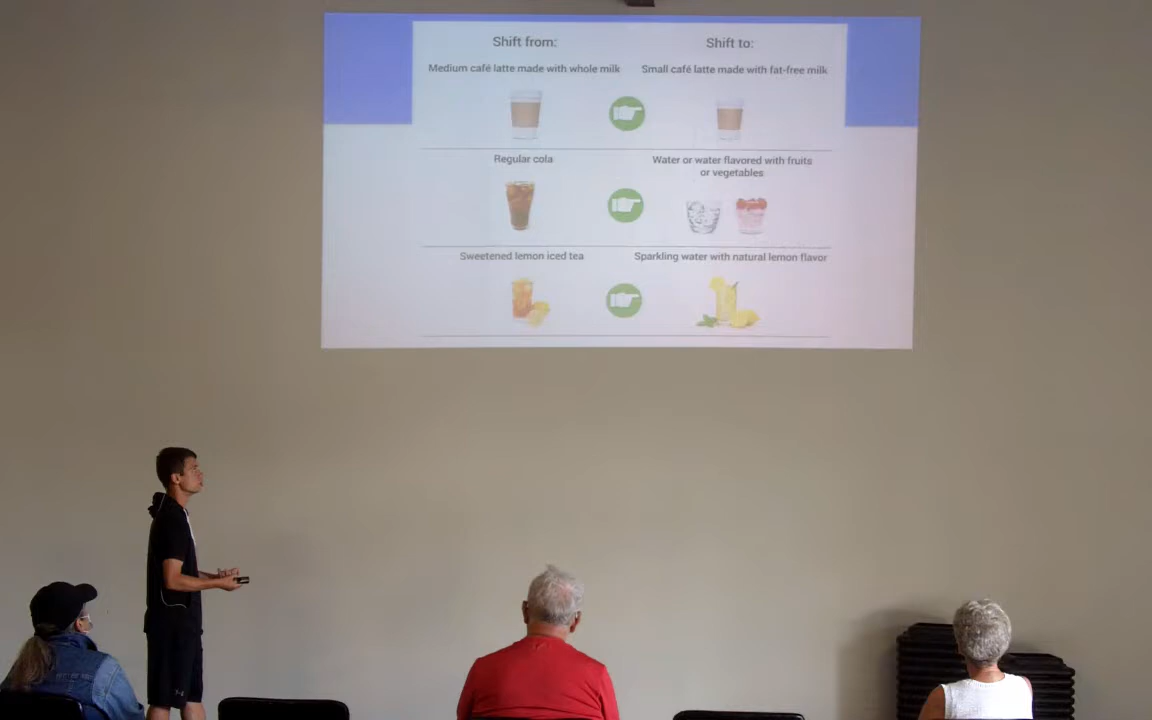 Shift from:
Shift to:
Medium café latte made with whole milk
Small café latte made with fat-free milk
Regular cola
Water or water flavored with fruits
or vegetables
Sweetened lemon iced tea
Sparkling water with natural lemon flavor